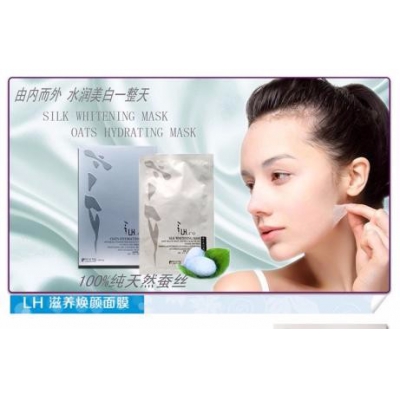 由内而外 水润美白一整天
SILK WHITENING MASK
OATS HYDRATING MASK
LH
100%纯天然蚕丝
LH 滋养焕颜面膜